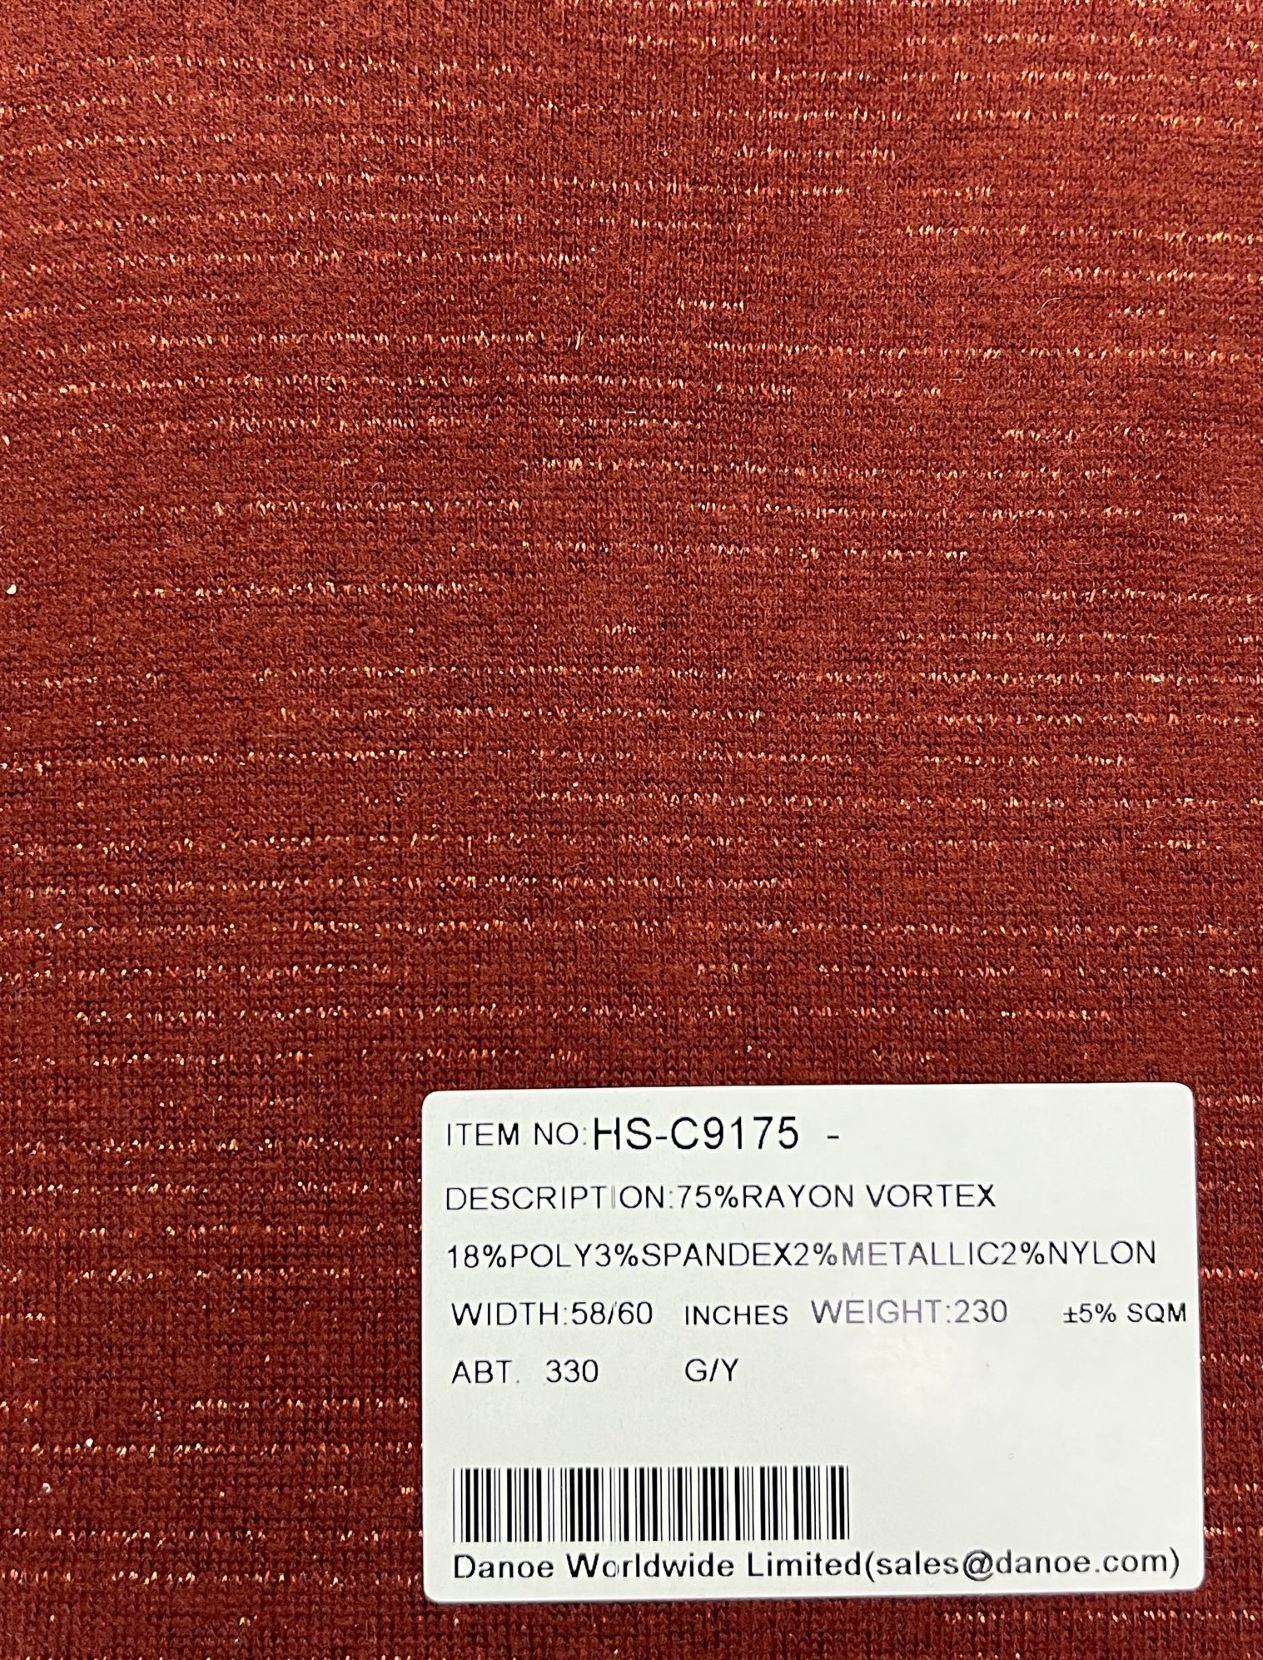 ITEM NO:HS-C9175 -
DESCRIPTION:75%RAYON VORTEX
18%POLY3%SPANDEX2%METALLIC2%NYLON
WIDTH:58/60 INCHES WEIGHT:230 ±5% SQM
ABT. 330 G/Y
Danoe Worldwide Limited(sales@danoe.com)